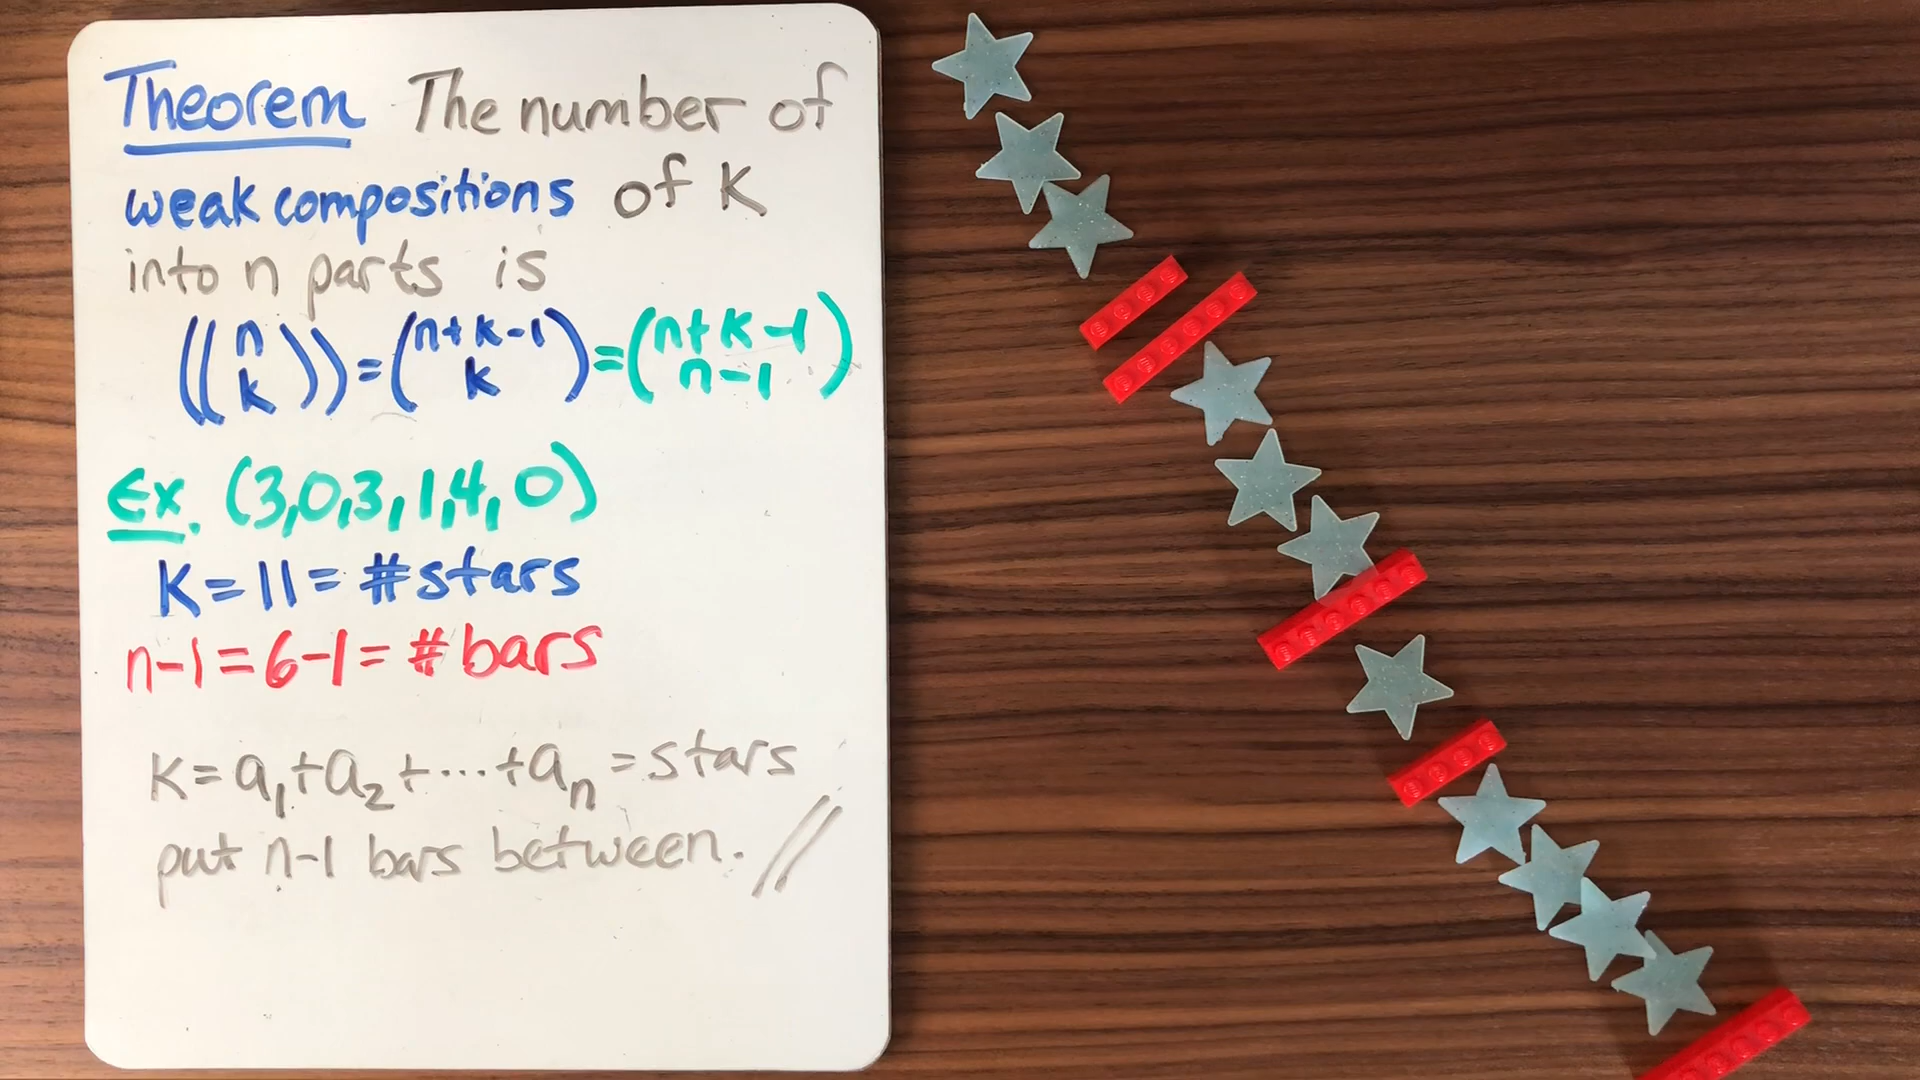 Theorem The number of
weak compositions of K
into n parts is
((n k)) = (n+k-1 k) = (n+k-1 n-1)
Ex. (3,0,3,1,4,0)
K=11= #stars
n-1=6-1= #bars
K=a₁+a₂+...+aₙ=stars
put n-1 bars between. //